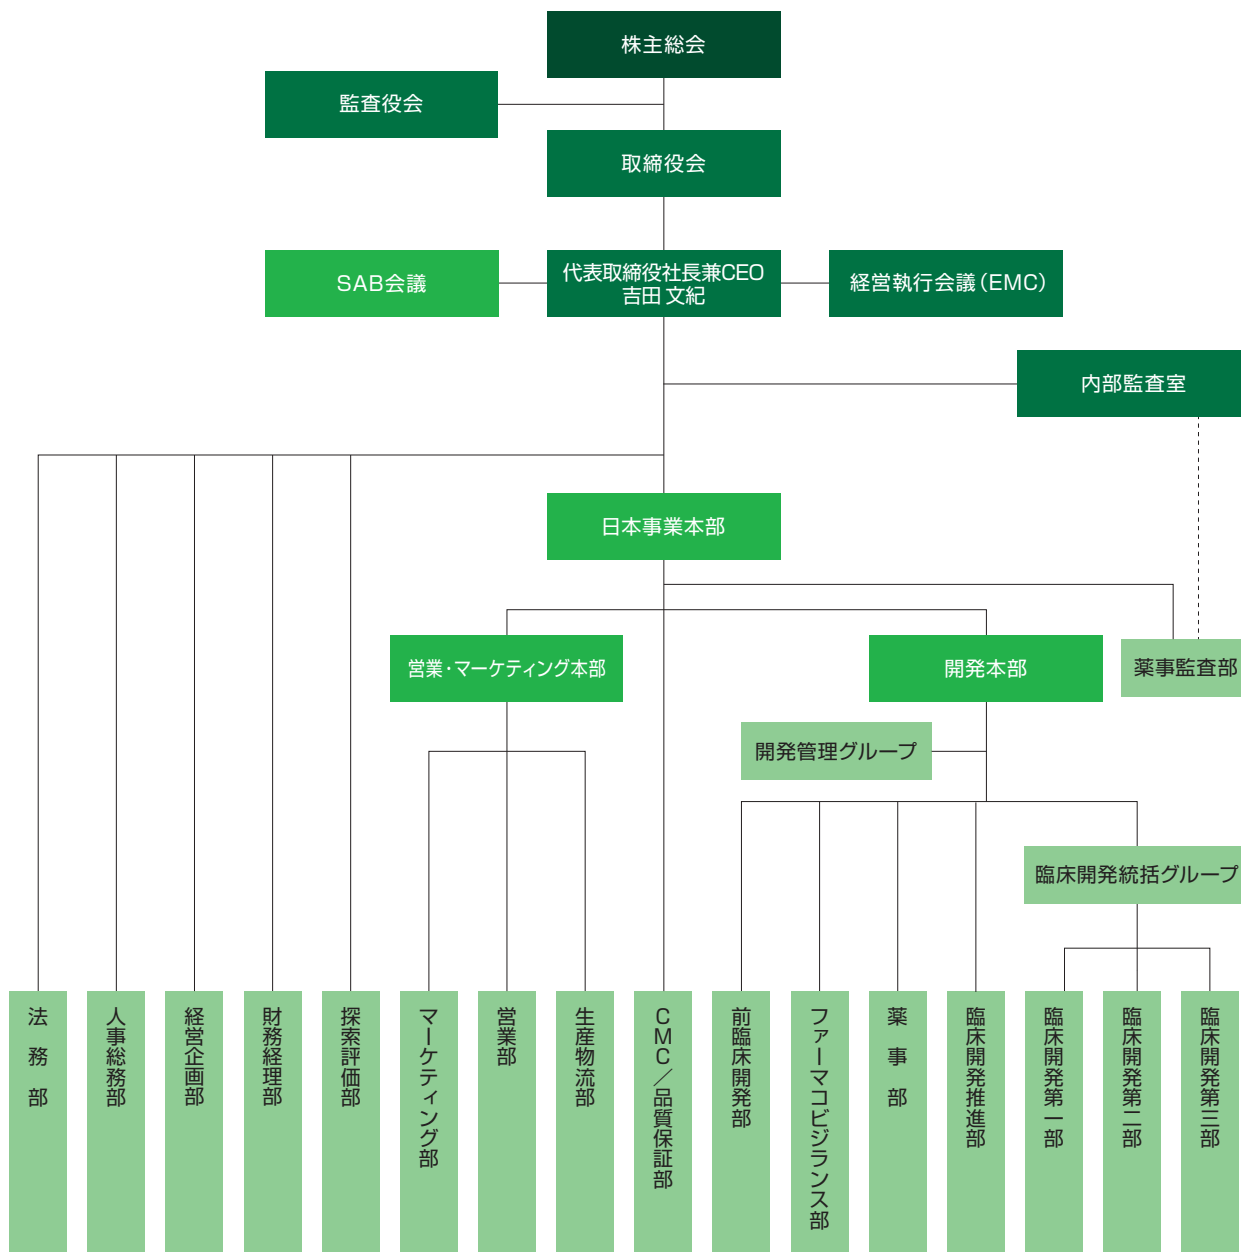 株主総会
監査役会
取締役会
SAB会議
代表取締役社長兼CEO
吉田 文紀
経営執行会議(EMC)
内部監査室
日本事業本部
営業・マーケティング本部
開発本部
薬事監査部
開発管理グループ
臨床開発統括グループ
法務部
人事総務部
経営企画部
財務経理部
探索評価部
マーケティング部
営業部
生産物流部
CMC/品質保証部
前臨床開発部
ファーマコビジランス部
薬事部
臨床開発推進部
臨床開発第一部
臨床開発第二部
臨床開発第三部